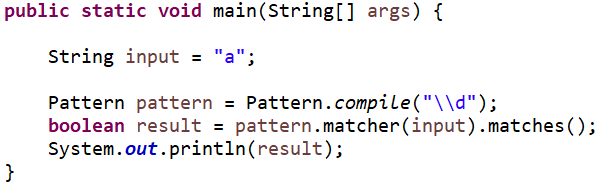 public static void main(String[] args) {
String input = "a";
Pattern pattern = Pattern.compile("\\d");
boolean result = pattern.matcher(input).matches();
System.out.println(result);
}